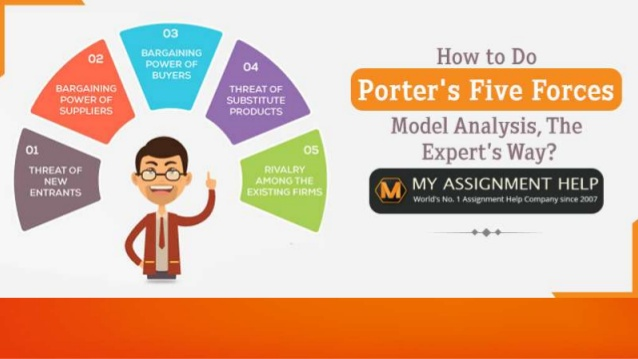 01
THREAT OF
NEW
ENTRANTS
02
BARGAINING
POWER OF
SUPPLIERS
03
BARGAINING
POWER OF
BUYERS
04
THREAT OF
SUBSTITUTE
PRODUCTS
05
RIVALRY
AMONG THE
EXISTING FIRMS
How to Do
Porter's Five Forces
Model Analysis, The
Expert's Way?
M
MY ASSIGNMENT HELP
World's No. 1 Assignment Help Company since 2007